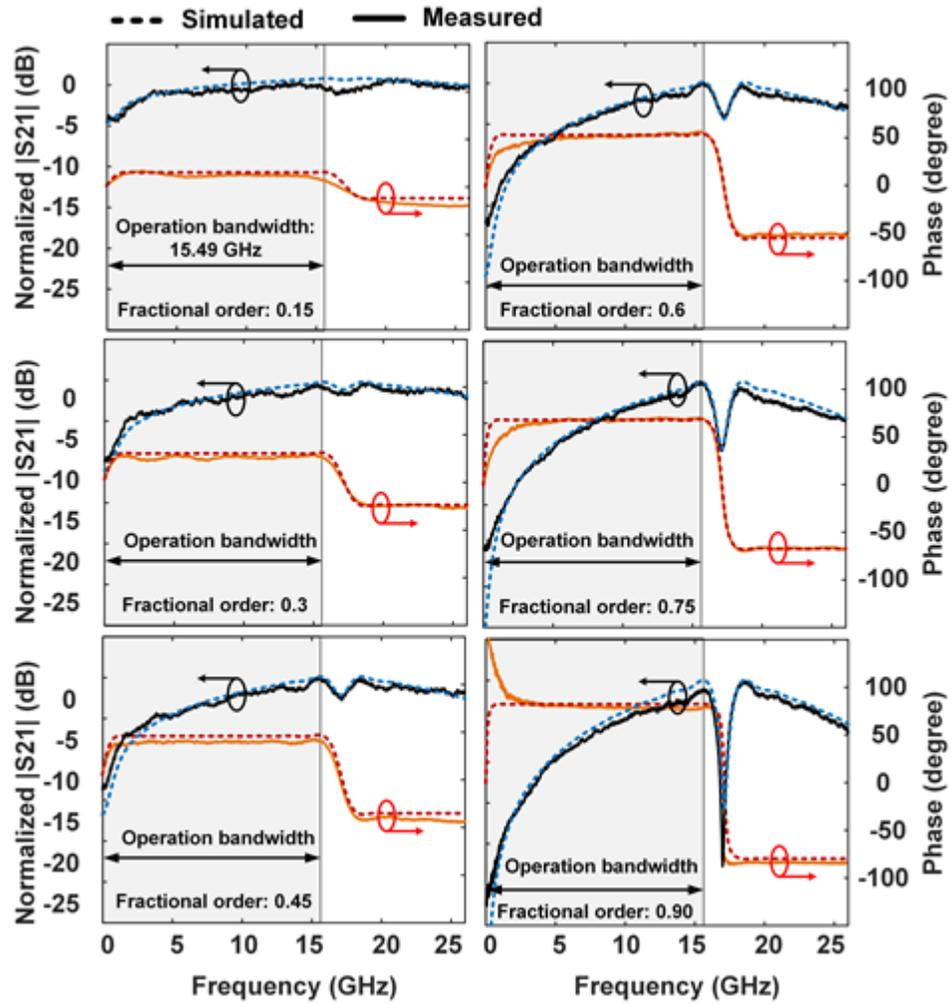 Simulated Measured
Normalized |S21| (dB)
0
-5
-10
-15
-20
-25
Operation bandwidth:
15.49 GHz
Fractional order: 0.15
Operation bandwidth
Fractional order: 0.6
100
50
0
-50
-100
Phase (degree)
Normalized |S21| (dB)
0
-5
-10
-15
-20
-25
Operation bandwidth
Fractional order: 0.3
Operation bandwidth
Fractional order: 0.75
100
50
0
-50
-100
Phase (degree)
Normalized |S21| (dB)
0
-5
-10
-15
-20
-25
Operation bandwidth
Fractional order: 0.45
Operation bandwidth
Fractional order: 0.90
100
50
0
-50
-100
Phase (degree)
0 5 10 15 20 25
0 5 10 15 20 25
Frequency (GHz)
Frequency (GHz)